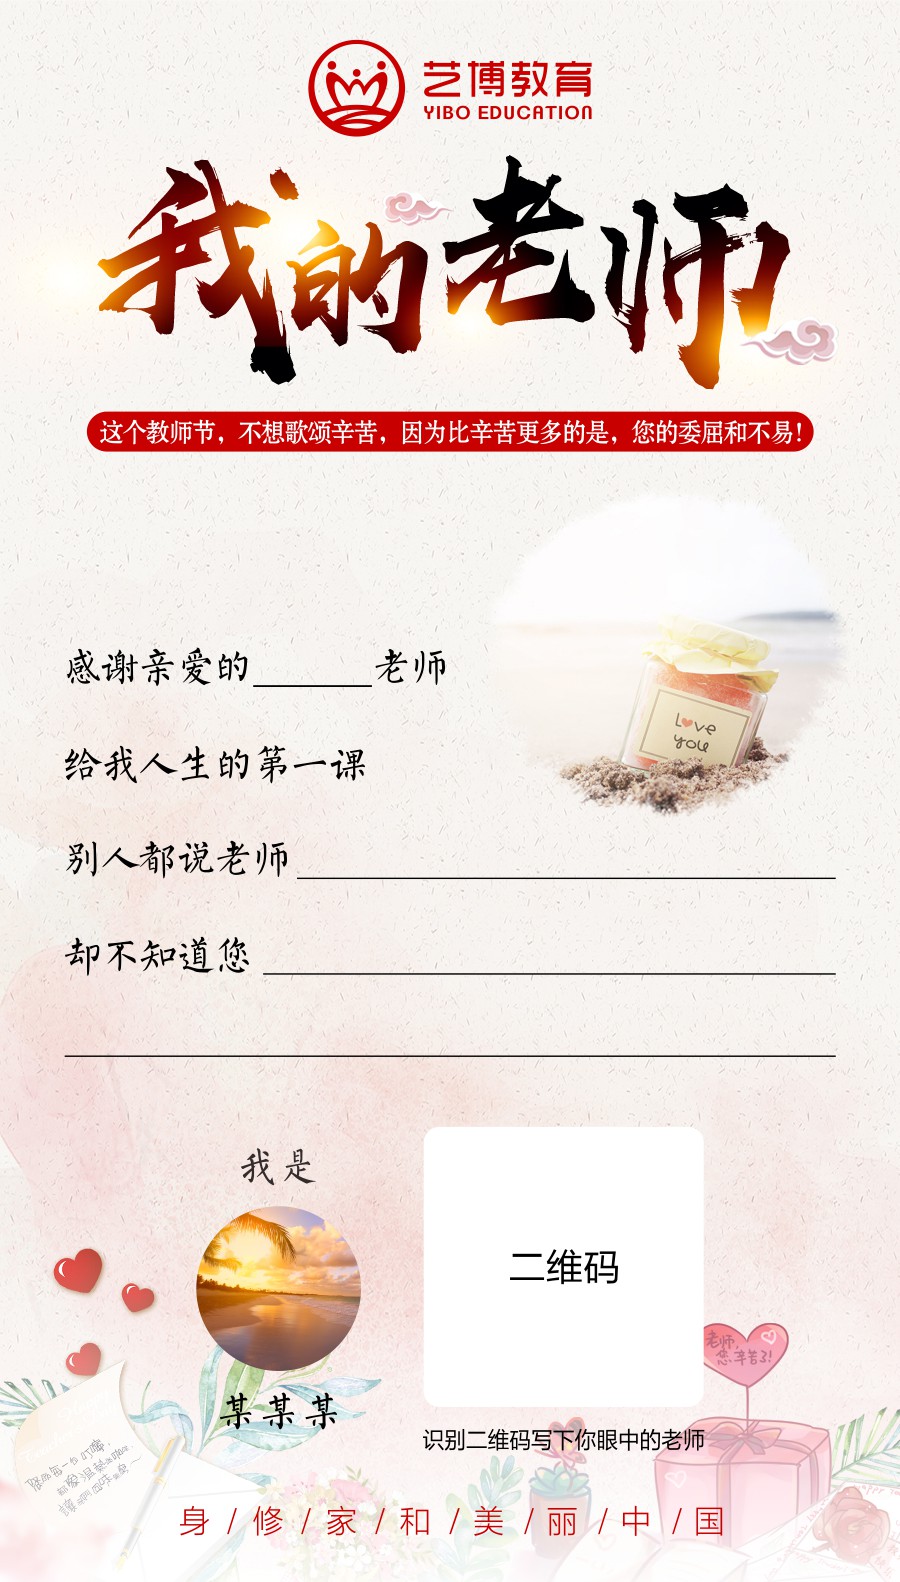 艺博教育
YIBO EDUCATION
我的老师
这个教师节，不想歌颂辛苦，因为比辛苦更多的是，您的委屈和不易！
Love
you
感谢亲爱的______老师
给我人生的第一课
别人都说老师
却不知道您
我是
二维码
老师，
您辛苦了！
某某某
识别二维码写下你眼中的老师
身/修/家/和/美/丽/中/国